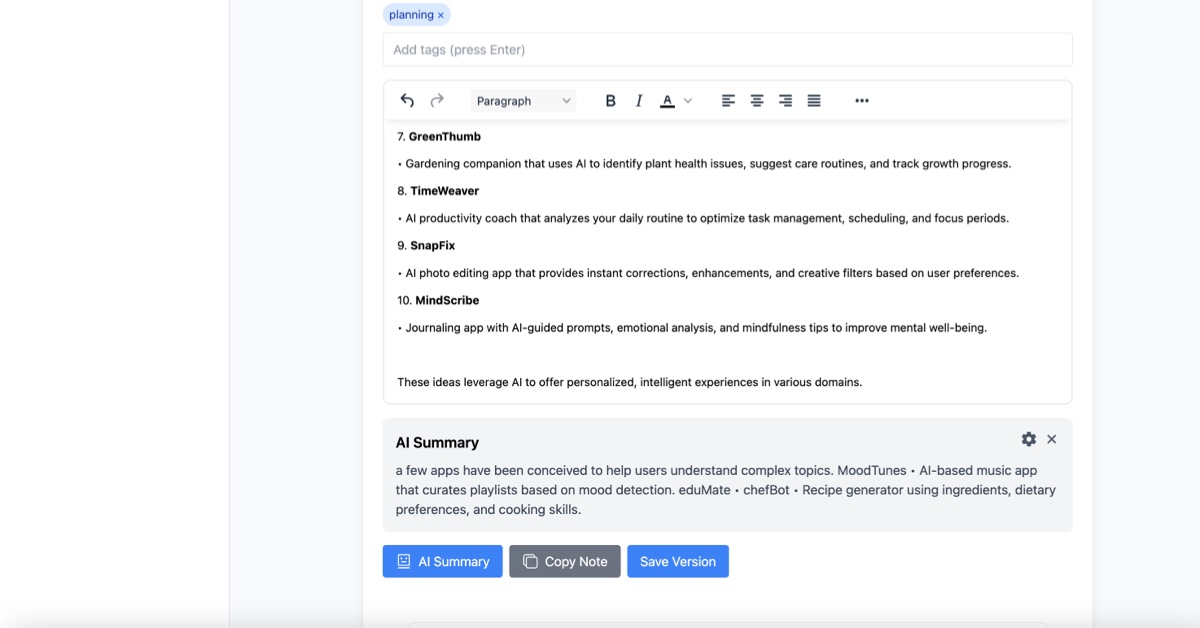 planning ×
Add tags (press Enter)
Paragraph
B I A
7. GreenThumb
• Gardening companion that uses AI to identify plant health issues, suggest care routines, and track growth progress.
8. TimeWeaver
• AI productivity coach that analyzes your daily routine to optimize task management, scheduling, and focus periods.
9. SnapFix
• AI photo editing app that provides instant corrections, enhancements, and creative filters based on user preferences.
10. MindScribe
• Journaling app with AI-guided prompts, emotional analysis, and mindfulness tips to improve mental well-being.
These ideas leverage AI to offer personalized, intelligent experiences in various domains.
AI Summary
a few apps have been conceived to help users understand complex topics. MoodTunes • AI-based music app
that curates playlists based on mood detection. eduMate • chefBot • Recipe generator using ingredients, dietary
preferences, and cooking skills.
AI Summary
Copy Note
Save Version